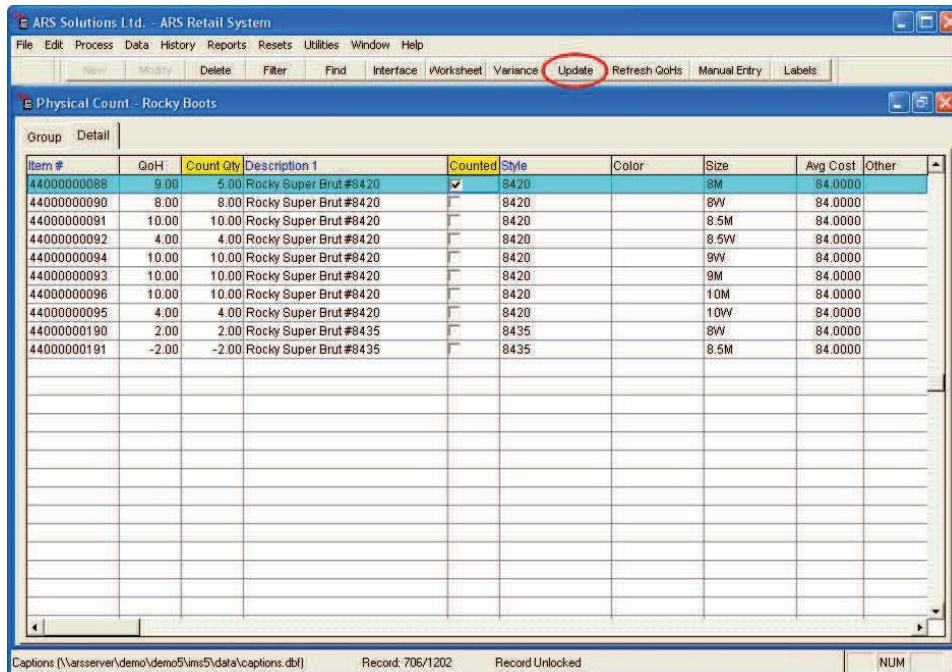 ARS Solutions Ltd. - ARS Retail System
File Edit Process Data History Reports Resets Utilities Window Help
New Modify Delete Filter Find Interface Worksheet Variance Update Refresh QoHs Manual Entry Labels
Physical Count - Rocky Boots
Group Detail
Item # QoH Count Qty Description 1 Counted Style Color Size Avg Cost Other
44000000088 9.00 5.00 Rocky Super Brut #8420 8420 8M 84.0000
44000000090 8.00 8.00 Rocky Super Brut #8420 8420 8W 84.0000
44000000091 10.00 10.00 Rocky Super Brut #8420 8420 8.5M 84.0000
44000000092 4.00 4.00 Rocky Super Brut #8420 8420 8.5W 84.0000
44000000094 10.00 10.00 Rocky Super Brut #8420 8420 9W 84.0000
44000000093 10.00 10.00 Rocky Super Brut #8420 8420 9M 84.0000
44000000096 10.00 10.00 Rocky Super Brut #8420 8420 10M 84.0000
44000000095 4.00 4.00 Rocky Super Brut #8420 8420 10W 84.0000
44000000190 2.00 2.00 Rocky Super Brut #8435 8435 8W 84.0000
44000000191 -2.00 -2.00 Rocky Super Brut #8435 8435 8.5M 84.0000
Captions (\\arsserver\demo\demo5\ims5\data\captions.dbf) Record: 706/1202 Record Unlocked NUM